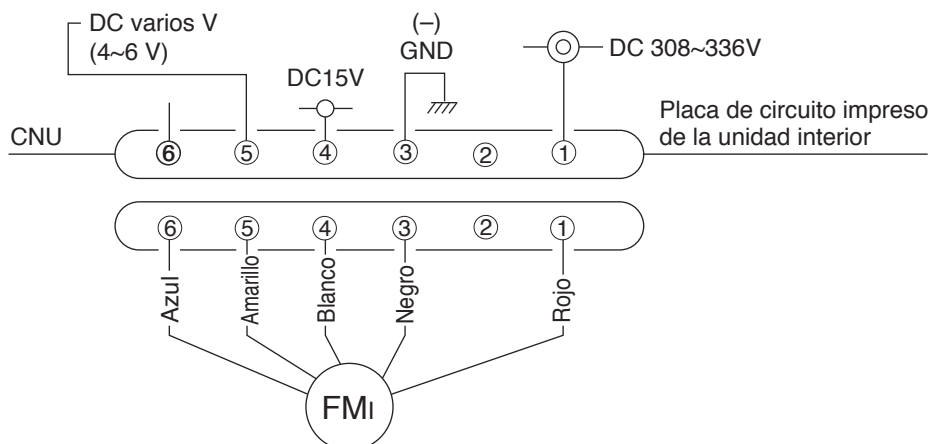 DC varios V
(4~6 V)
DC15V
(–)
GND
DC 308~336V
CNU
Placa de circuito impreso
de la unidad interior
6 5 4 3 2 1
6 5 4 3 2 1
Azul
Amarillo
Blanco
Negro
Rojo
FMI